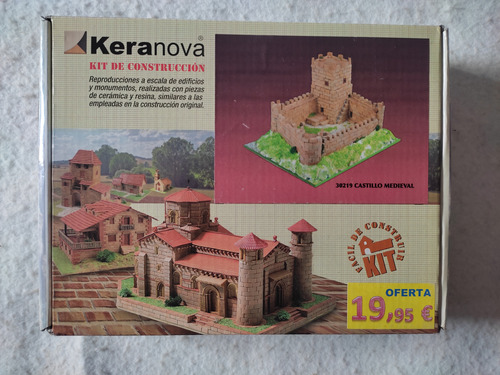 Keranova®
KIT DE CONSTRUCCIÓN
Reproducciones a escala de edificios
y monumentos, realizadas con piezas
de cerámica y resina, similares a las
empleadas en la construcción original.
30219 CASTILLO MEDIEVAL
FACIL DE CONSTRUIR
KIT
OFERTA
19,95 €